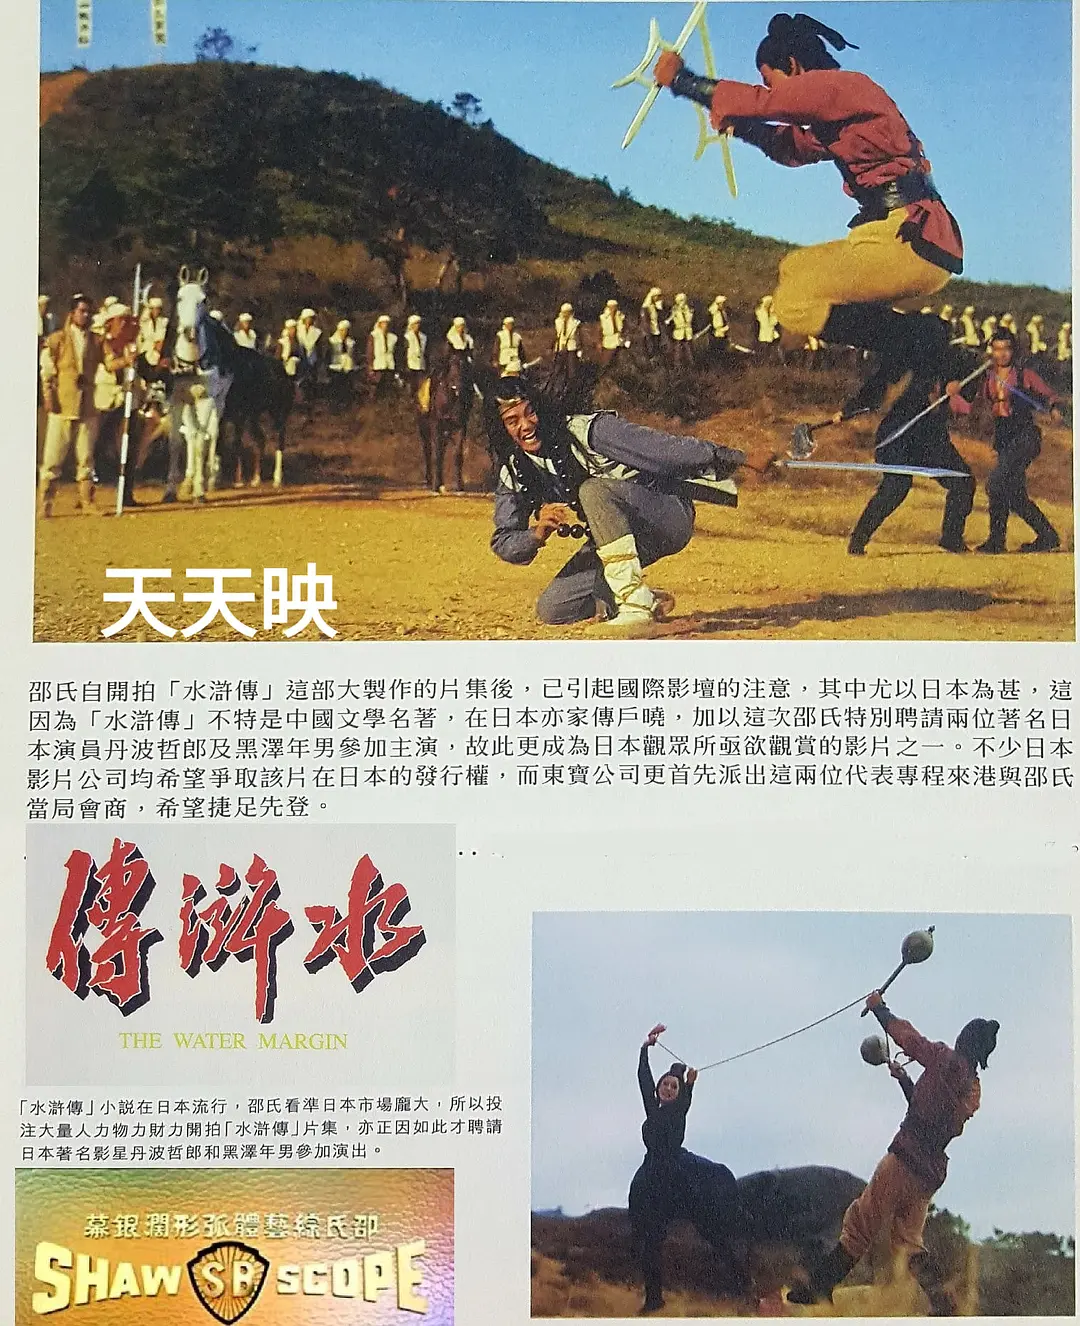 天天映
邵氏自開拍「水滸傳」這部大製作的片集後，已引起國際影壇的注意，其中尤以日本為甚，這
因為「水滸傳」不特是中國文學名著，在日本亦家傳戶曉，加以這次邵氏特別聘請兩位著名日
本演員丹波哲郎及黑澤年男參加主演，故此更成為日本觀眾所亟欲觀賞的影片之一。不少日本
影片公司均希望爭取該片在日本的發行權，而東寶公司更首先派出這兩位代表專程來港與邵氏
當局會商，希望捷足先登。
傳滸水
THE WATER MARGIN
「水滸傳」小説在日本流行，邵氏看準日本市場龐大，所以投
注大量人力物力財力開拍「水滸傳」片集，亦正因如此才聘請
日本著名影星丹波哲郎和黑澤年男參加演出。
幕銀濶形弧體藝綜氏邵
SHAW SB SCOPE